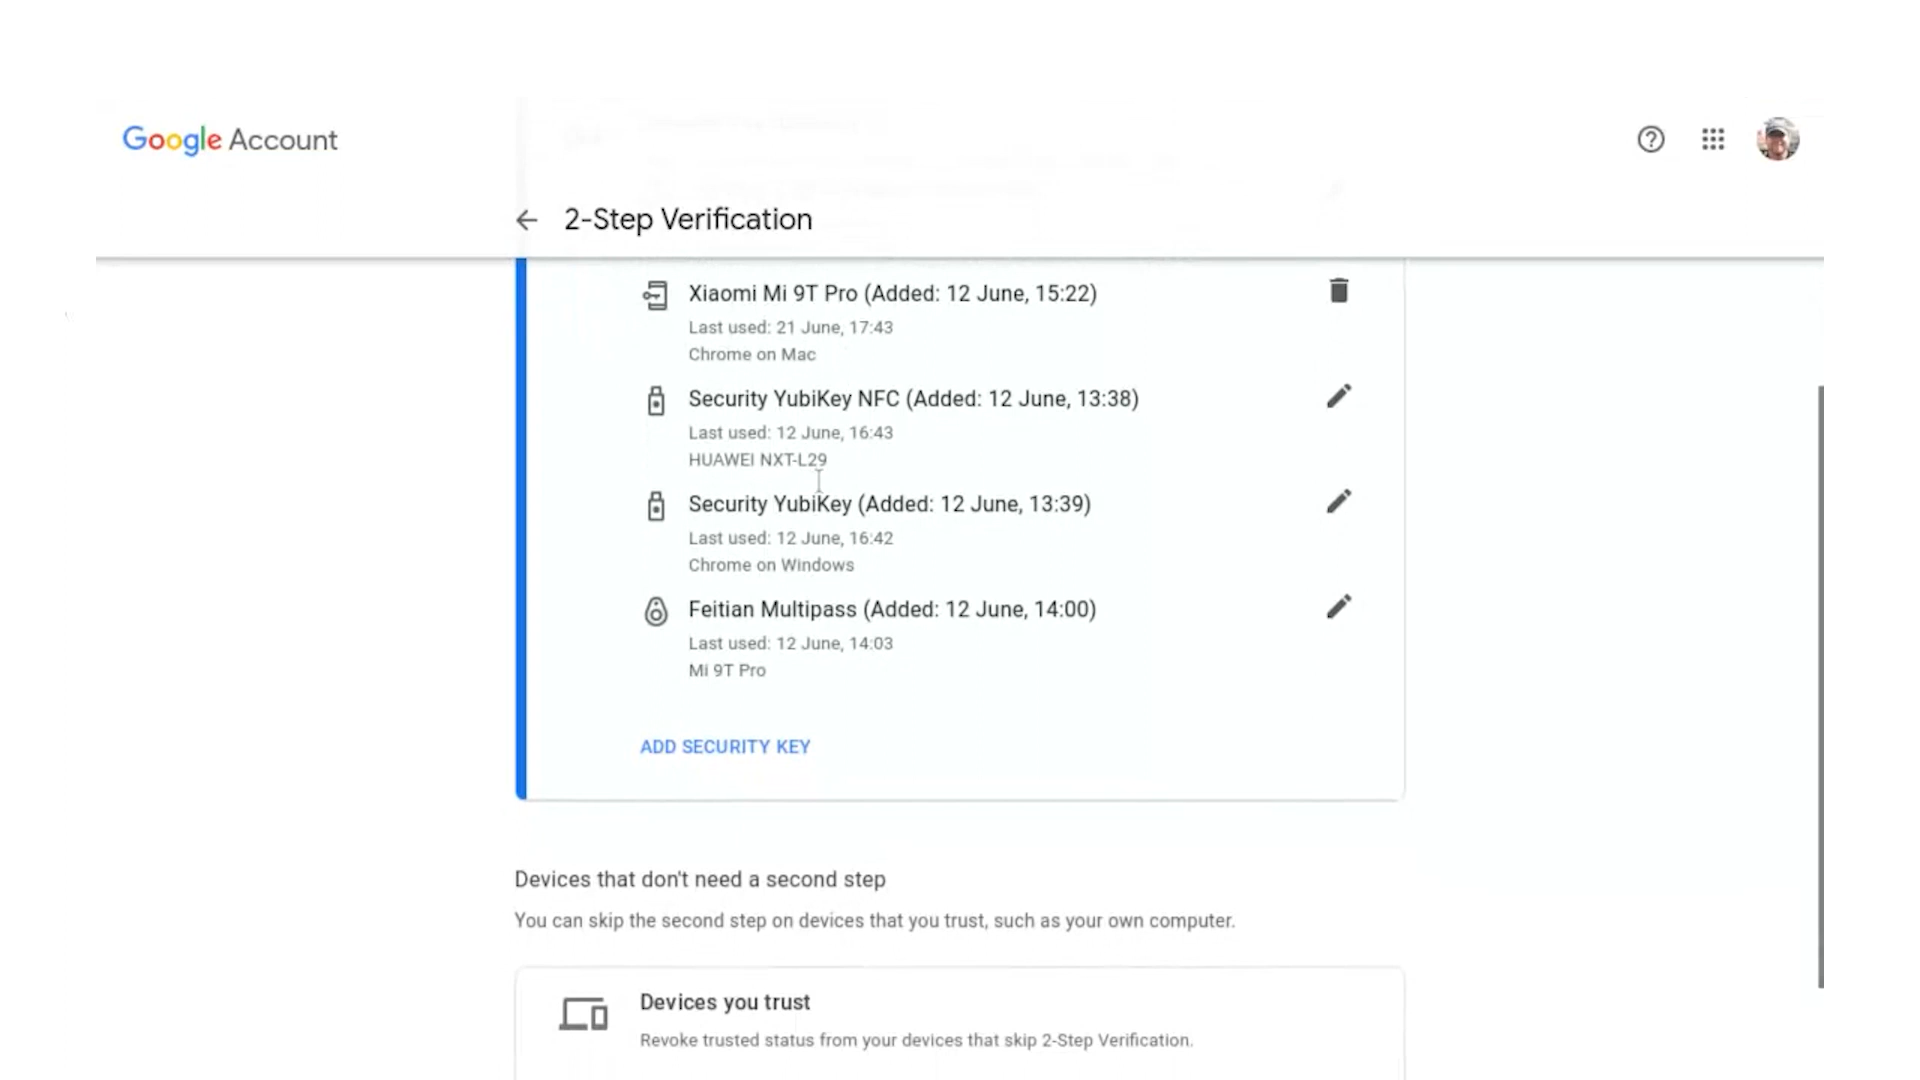 Google Account
2-Step Verification
Xiaomi Mi 9T Pro (Added: 12 June, 15:22)
Last used: 21 June, 17:43
Chrome on Mac
Security YubiKey NFC (Added: 12 June, 13:38)
Last used: 12 June, 16:43
HUAWEI NXT-L29
Security YubiKey (Added: 12 June, 13:39)
Last used: 12 June, 16:42
Chrome on Windows
Feitian Multipass (Added: 12 June, 14:00)
Last used: 12 June, 14:03
Mi 9T Pro
ADD SECURITY KEY
Devices that don't need a second step
You can skip the second step on devices that you trust, such as your own computer.
Devices you trust
Revoke trusted status from your devices that skip 2-Step Verification.